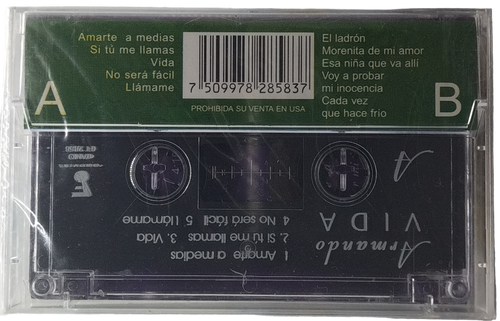 Amarte a medias
Si tú me llamas
Vida
No será fácil
Llámame
A
7 509978 285837
PROHIBIDA SU VENTA EN USA
El ladrón
Morenita de mi amor
Esa niña que va allí
Voy a probar
mi inocencia
Cada vez
que hace frío
B
A
Armando
VIDA
1. Amarte a medias
2. Si tú me llamas 3. Vida
4. No será fácil 5. Llámame